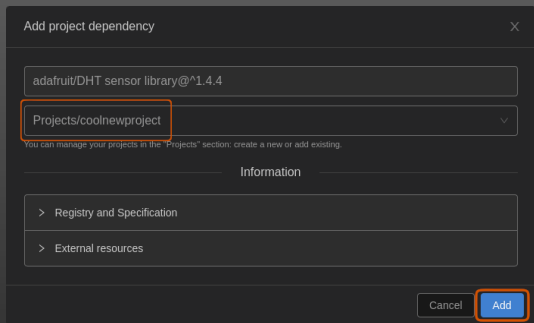 Add project dependency
adafruit/DHT sensor library@^1.4.4
Projects/coolnewproject
You can manage your projects in the "Projects" section: create a new or add existing.
Information
Registry and Specification
External resources
Cancel
Add